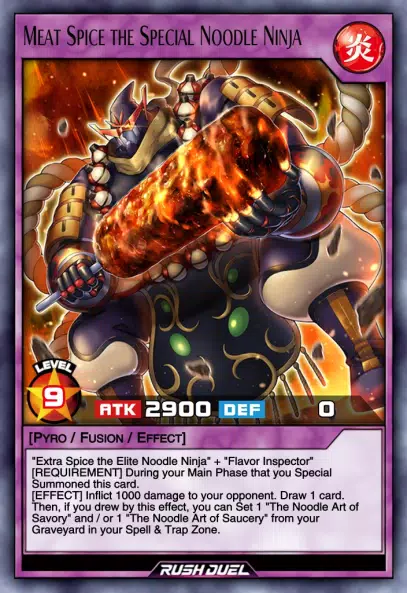 Meat Spice the Special Noodle Ninja
炎
LEVEL
9
ATK 2900 DEF 0
[Pyro / Fusion / Effect]
"Extra Spice the Elite Noodle Ninja" + "Flavor Inspector"
[REQUIREMENT] During your Main Phase that you Special
Summoned this card.
[EFFECT] Inflict 1000 damage to your opponent. Draw 1 card.
Then, if you drew by this effect, you can Set 1 "The Noodle Art of
Savory" and / or 1 "The Noodle Art of Saucery" from your
Graveyard in your Spell & Trap Zone.
RUSH DUEL